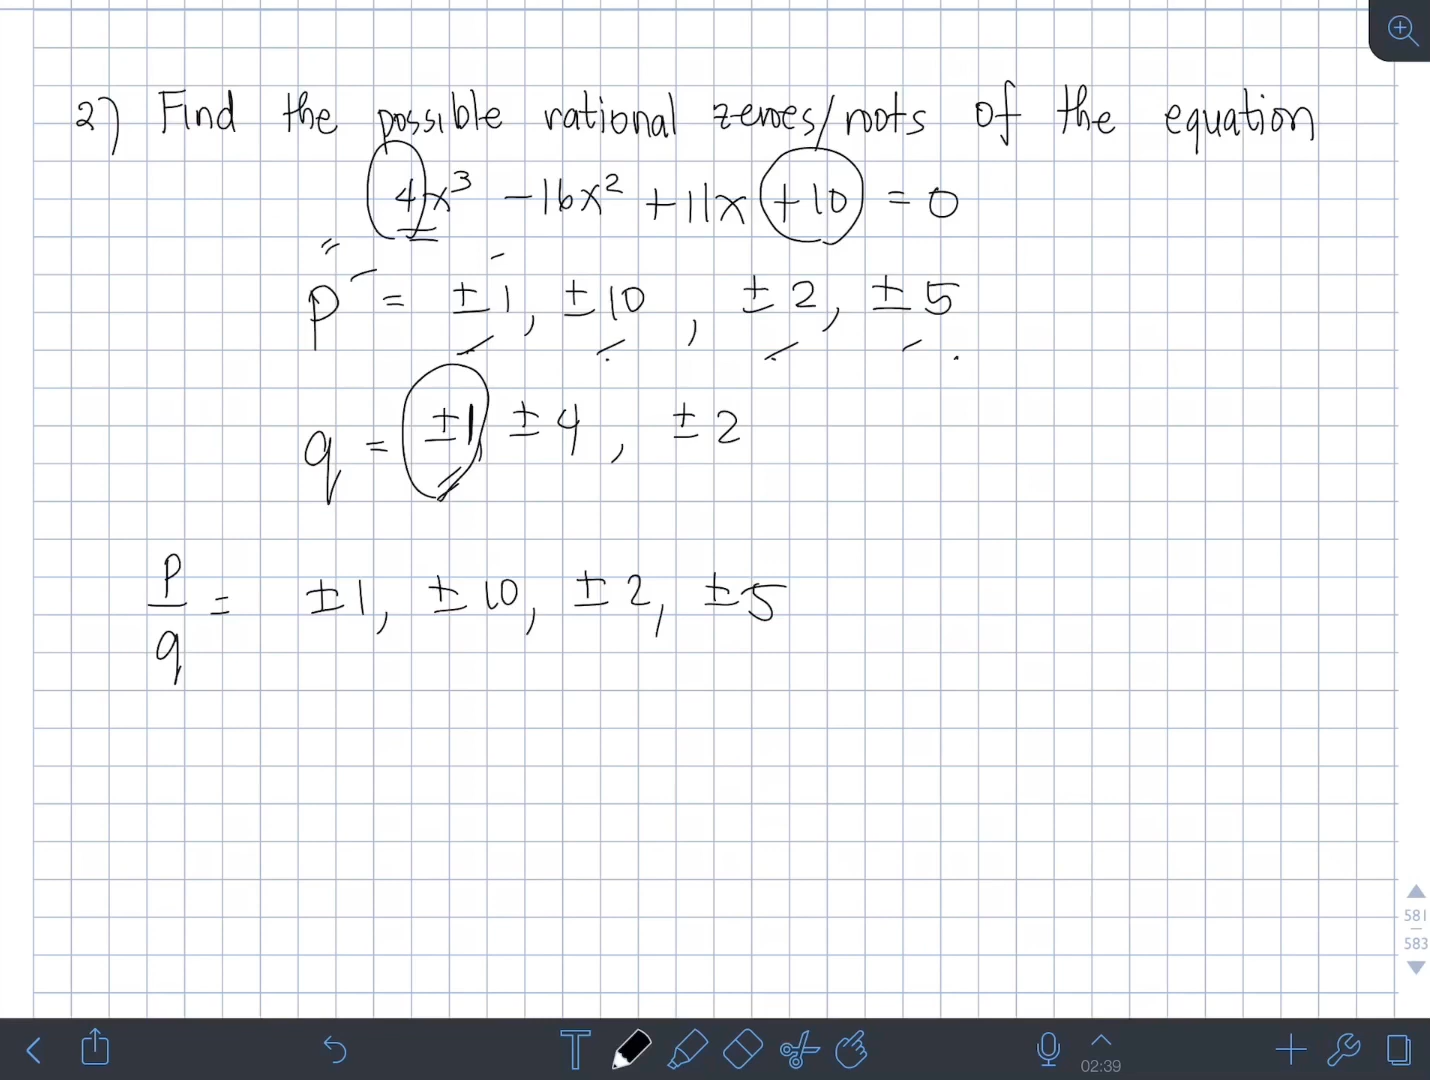 2) Find the possible rational zeroes/roots of the equation
4x³ -16x² +11x +10 = 0
p = ±1, ±10, ±2, ±5
q = ±1, ±4, ±2
p/q = ±1, ±10, ±2, ±5
581
583
T
02:39